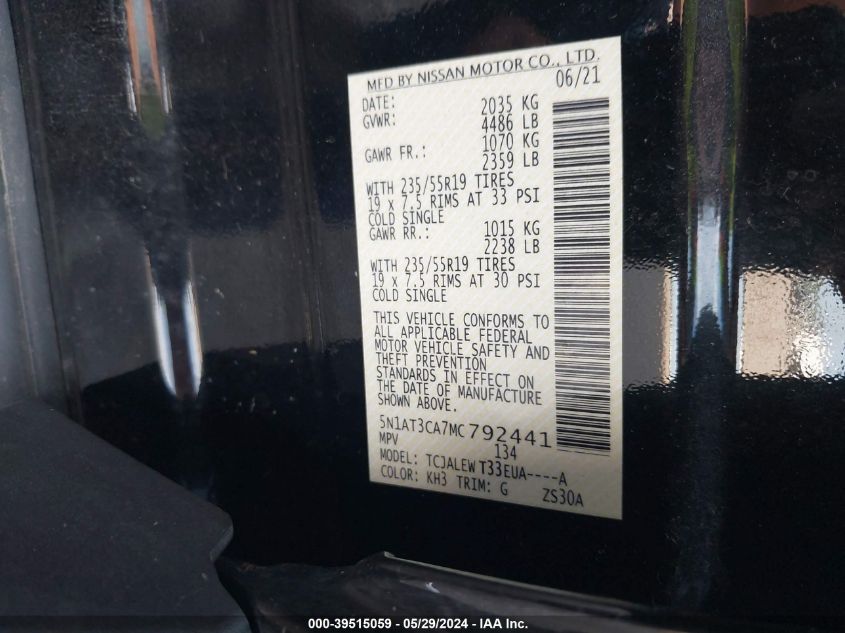 MFD BY NISSAN MOTOR CO., LTD.
DATE: 06/21
GVWR: 2035 KG
4486 LB
GAWR FR.: 1070 KG
2359 LB
WITH 235/55R19 TIRES
19 x 7.5 RIMS AT 33 PSI
COLD SINGLE
GAWR RR.: 1015 KG
2238 LB
WITH 235/55R19 TIRES
19 x 7.5 RIMS AT 30 PSI
COLD SINGLE
THIS VEHICLE CONFORMS TO
ALL APPLICABLE FEDERAL
MOTOR VEHICLE SAFETY AND
THEFT PREVENTION
STANDARDS IN EFFECT ON
THE DATE OF MANUFACTURE
SHOWN ABOVE.
5N1AT3CA7MC792441
MPV 134
MODEL: TCJALEW T33EUA----A
COLOR: KH3 TRIM: G ZS30A
000-39515059 - 05/29/2024 - IAA Inc.